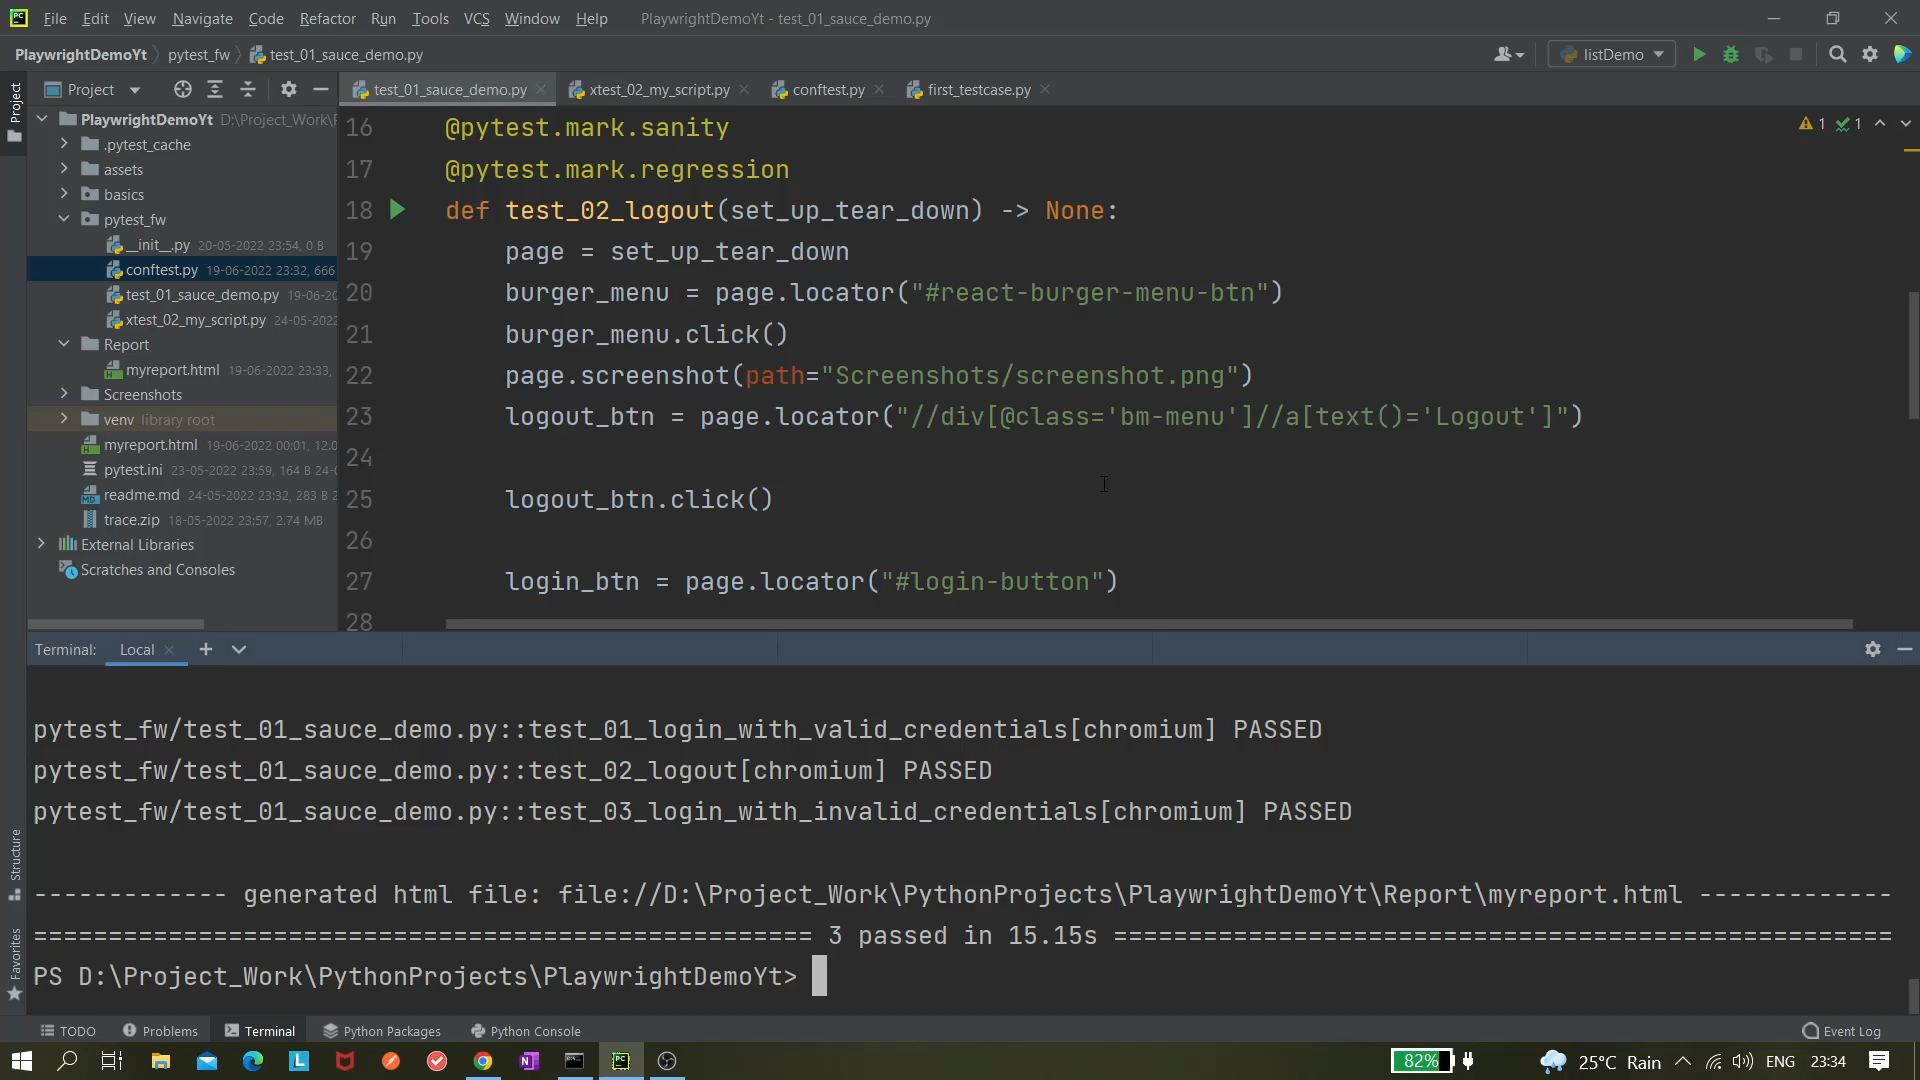 File Edit View Navigate Code Refactor Run Tools VCS Window Help PlaywrightDemoYt - test_01_sauce_demo.py
PlaywrightDemoYt pytest_fw test_01_sauce_demo.py listDemo
Project test_01_sauce_demo.py xtest_02_my_script.py conftest.py first_testcase.py
Project
PlaywrightDemoYt D:\Project_Work\
.pytest_cache
assets
basics
pytest_fw
__init__.py 20-05-2022 23:54, 0 B
conftest.py 19-06-2022 23:32, 666
test_01_sauce_demo.py 19-06-20
xtest_02_my_script.py 24-05-2022
Report
myreport.html 19-06-2022 23:33,
Screenshots
venv library root
myreport.html 19-06-2022 00:01, 12.0
pytest.ini 23-05-2022 23:59, 164 B 24-0
readme.md 24-05-2022 23:32, 283 B 2
trace.zip 18-05-2022 23:57, 2.74 MB
External Libraries
Scratches and Consoles
1 1
16 @pytest.mark.sanity
17 @pytest.mark.regression
18 def test_02_logout(set_up_tear_down) -> None:
19 page = set_up_tear_down
20 burger_menu = page.locator("#react-burger-menu-btn")
21 burger_menu.click()
22 page.screenshot(path="Screenshots/screenshot.png")
23 logout_btn = page.locator("//div[@class='bm-menu']//a[text()='Logout']")
24
25 logout_btn.click()
26
27 login_btn = page.locator("#login-button")
28
Terminal: Local
pytest_fw/test_01_sauce_demo.py::test_01_login_with_valid_credentials[chromium] PASSED
pytest_fw/test_01_sauce_demo.py::test_02_logout[chromium] PASSED
pytest_fw/test_01_sauce_demo.py::test_03_login_with_invalid_credentials[chromium] PASSED
------------- generated html file: file://D:\Project_Work\PythonProjects\PlaywrightDemoYt\Report\myreport.html -------------
==================================================== 3 passed in 15.15s ====================================================
PS D:\Project_Work\PythonProjects\PlaywrightDemoYt>
Structure
Favorites
TODO Problems Terminal Python Packages Python Console Event Log
82% 25°C Rain ENG 23:34